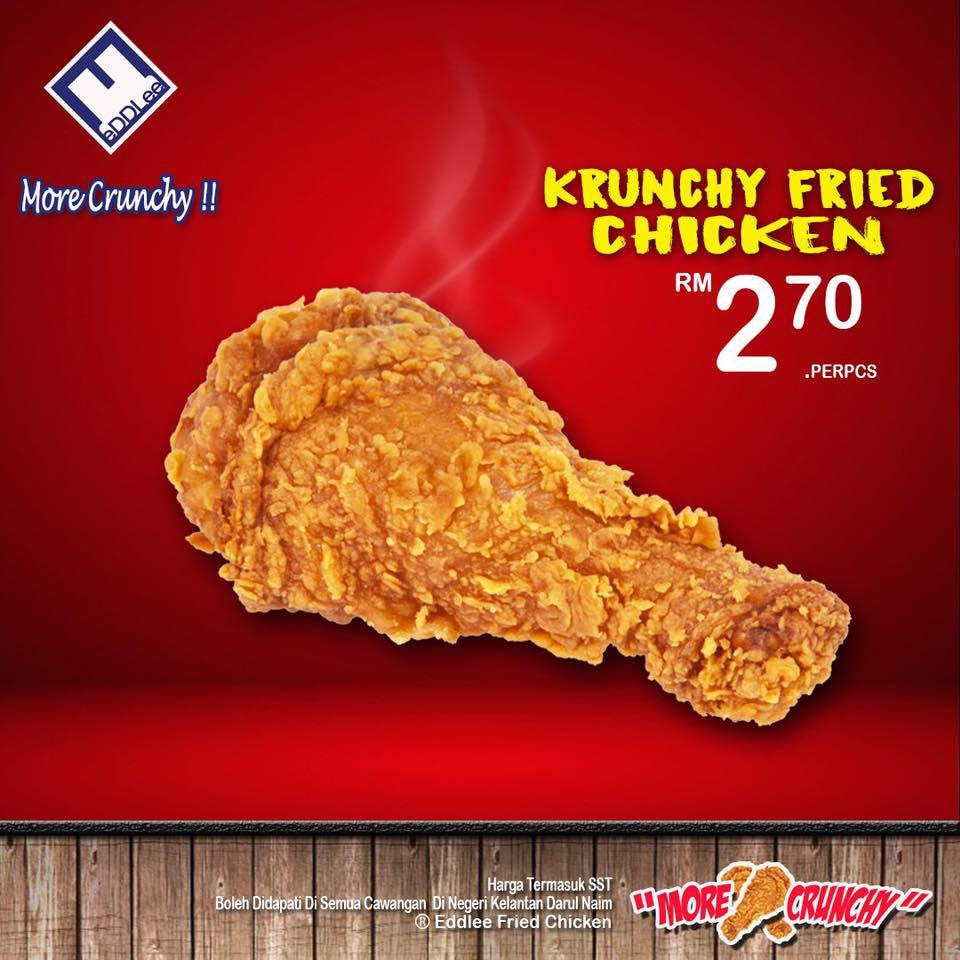 eDDLee
More Crunchy !!
KRUNCHY FRIED
CHICKEN
RM 2 70
.PERPCS
Harga Termasuk SST
Boleh Didapati Di Semua Cawangan Di Negeri Kelantan Darul Naim
® Eddlee Fried Chicken
"MORE CRUNCHY"